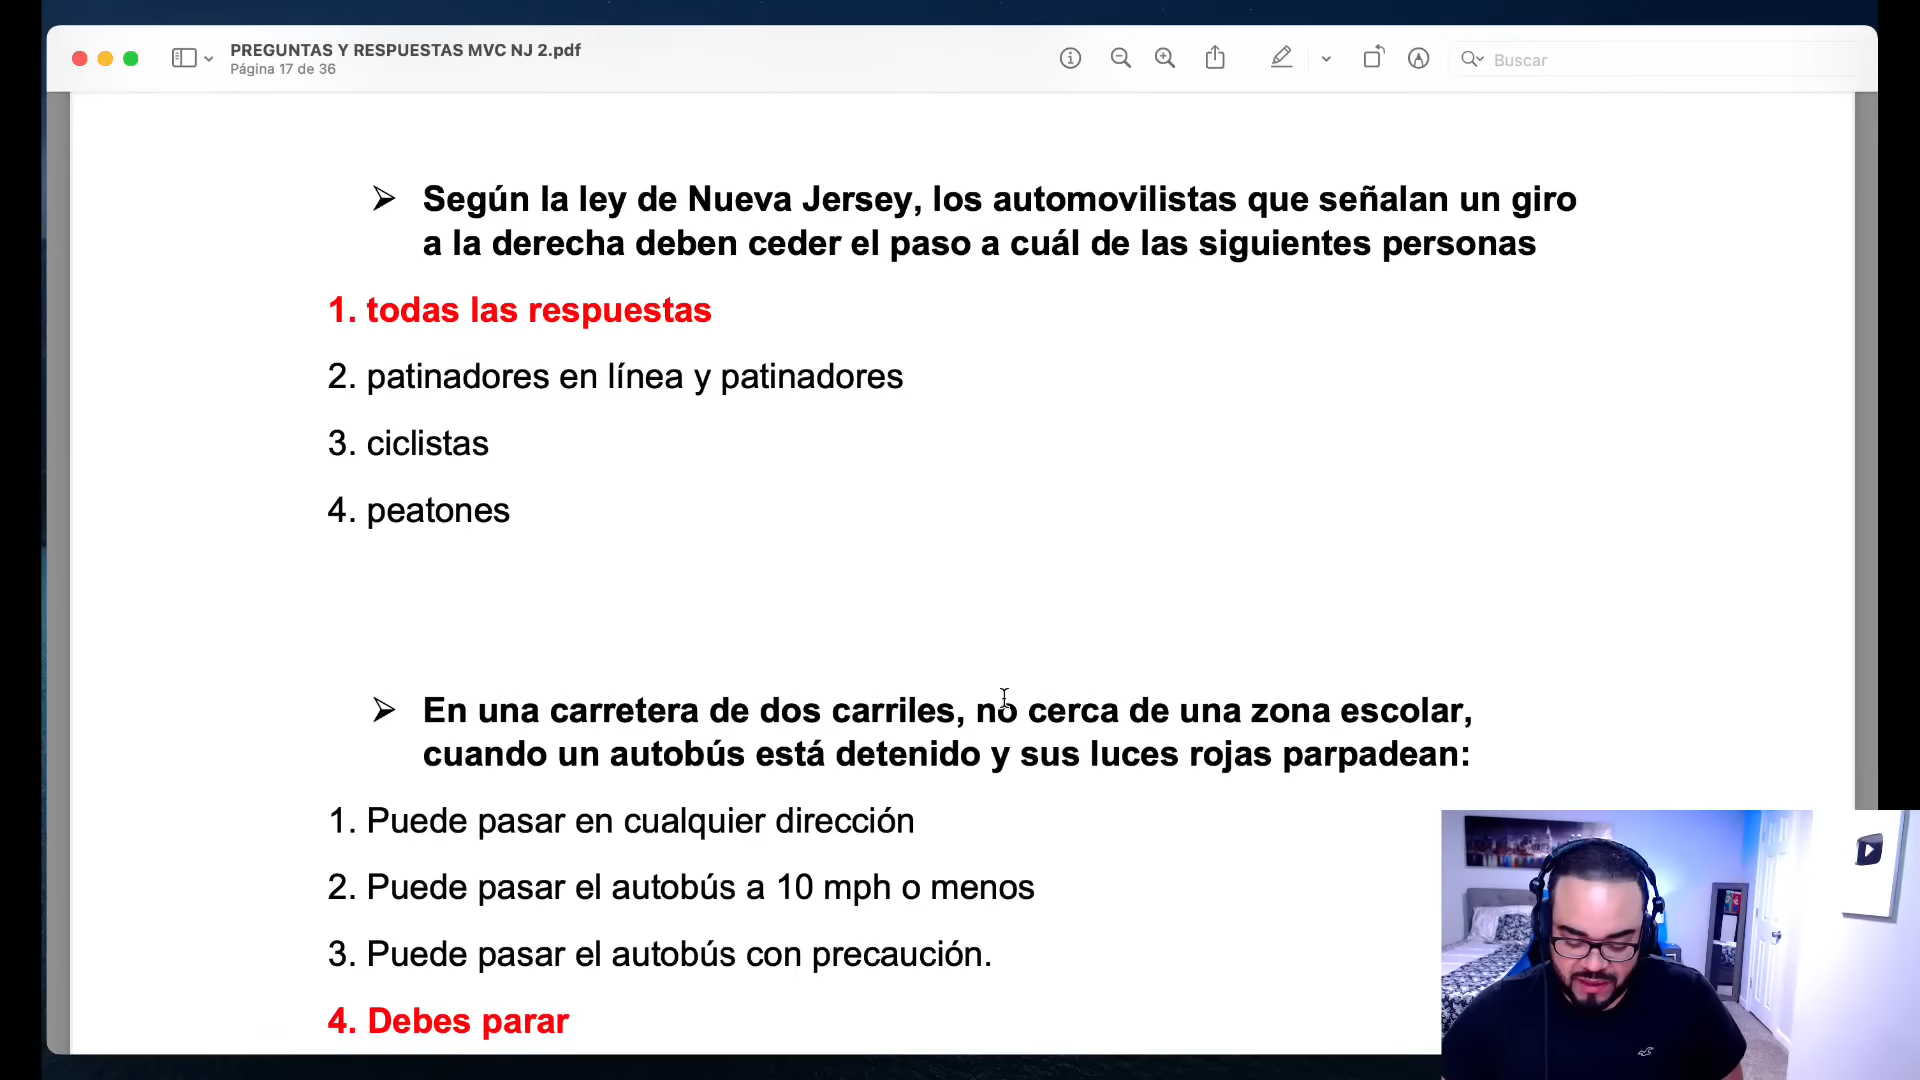 PREGUNTAS Y RESPUESTAS MVC NJ 2.pdf
Página 17 de 36
Buscar
➢ Según la ley de Nueva Jersey, los automovilistas que señalan un giro
a la derecha deben ceder el paso a cuál de las siguientes personas
1. todas las respuestas
2. patinadores en línea y patinadores
3. ciclistas
4. peatones
➢ En una carretera de dos carriles, no cerca de una zona escolar,
cuando un autobús está detenido y sus luces rojas parpadean:
1. Puede pasar en cualquier dirección
2. Puede pasar el autobús a 10 mph o menos
3. Puede pasar el autobús con precaución.
4. Debes parar